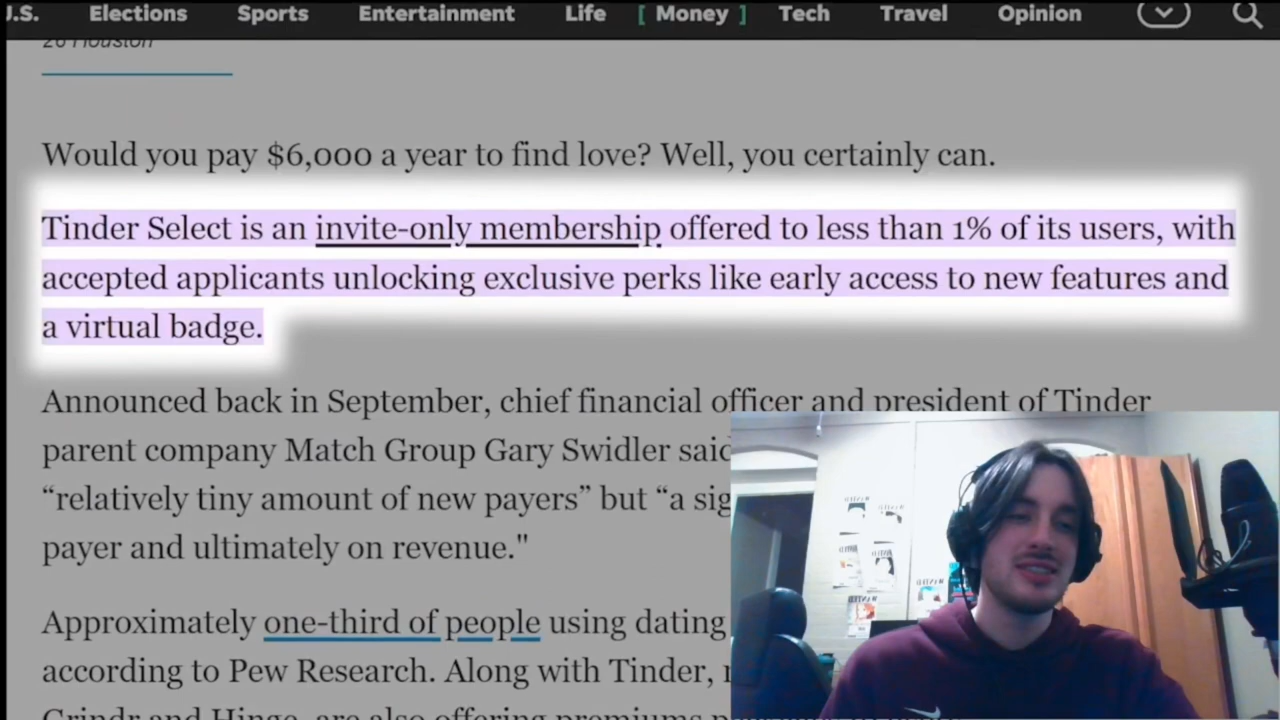 J.S. Elections Sports Entertainment Life [ Money ] Tech Travel Opinion
26 Houston
Would you pay $6,000 a year to find love? Well, you certainly can.
Tinder Select is an invite-only membership offered to less than 1% of its users, with
accepted applicants unlocking exclusive perks like early access to new features and
a virtual badge.
Announced back in September, chief financial officer and president of Tinder
parent company Match Group Gary Swidler said
“relatively tiny amount of new payers” but “a sig
payer and ultimately on revenue."
Approximately one-third of people using dating
according to Pew Research. Along with Tinder,
Grindr and Hinge, are also offering premiums
WANTED
WANTED